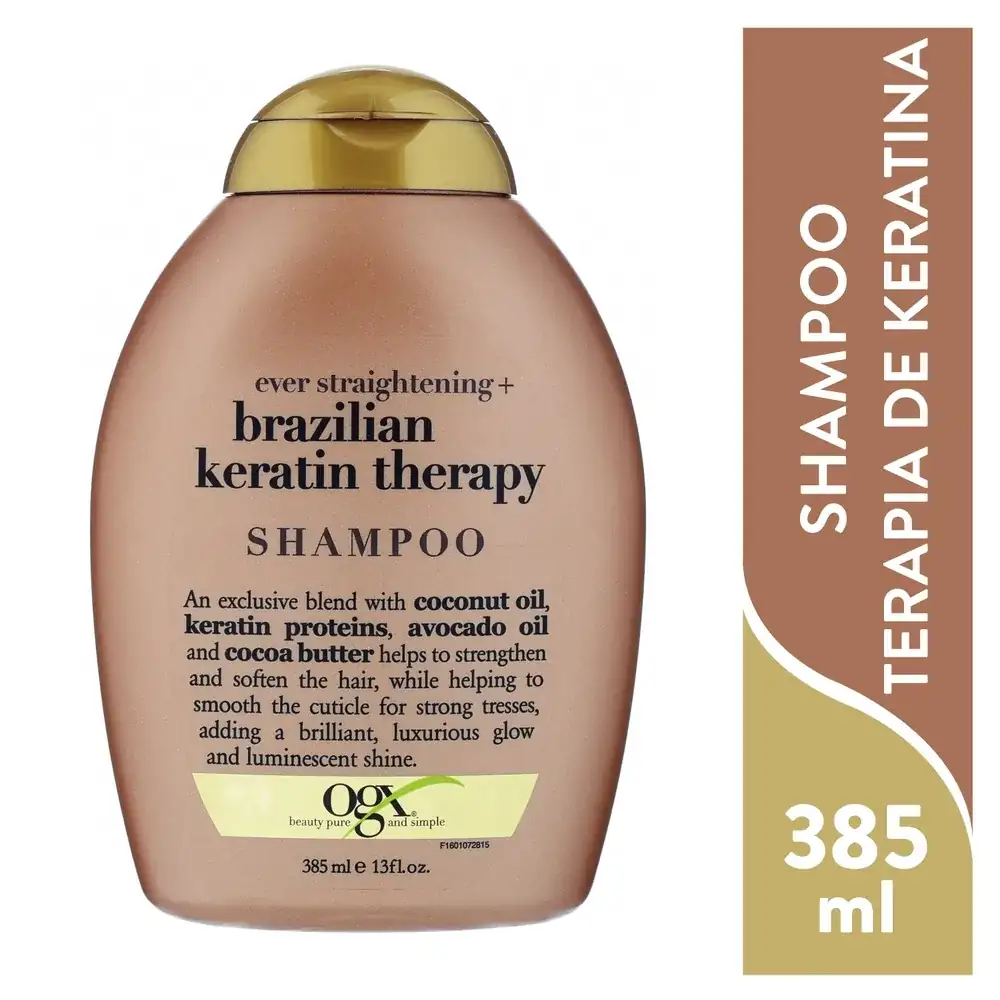 ever straightening+
brazilian
keratin therapy
SHAMPOO
An exclusive blend with coconut oil,
keratin proteins, avocado oil
and cocoa butter helps to strengthen
and soften the hair, while helping to
smooth the cuticle for strong tresses,
adding a brilliant, luxurious glow
and luminescent shine.
ogx®
beauty pure and simple
F1601072815
385 ml e 13fl.oz.
SHAMPOO
TERAPIA DE KERATINA
385
ml